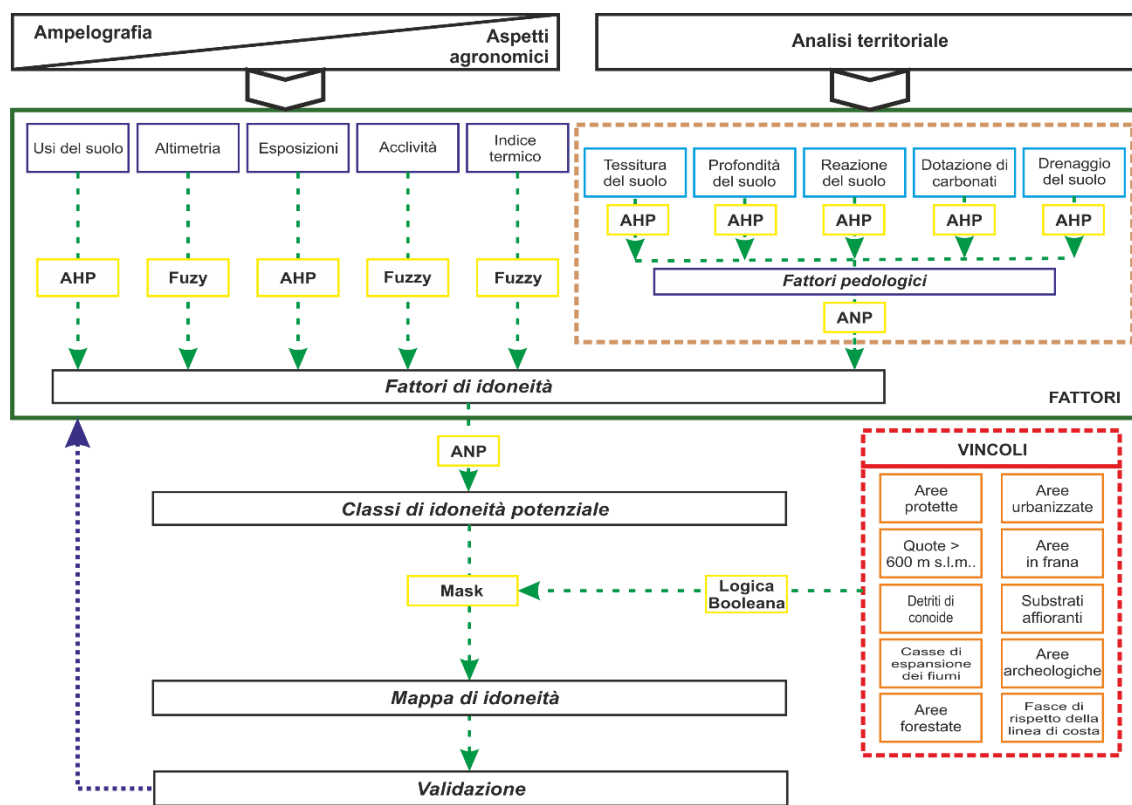 Ampelografia
Aspetti
agronomici
Analisi territoriale
Usi del suolo
Altimetria
Esposizioni
Acclività
Indice
termico
Tessitura
del suolo
Profondità
del suolo
Reazione
del suolo
Dotazione di
carbonati
Drenaggio
del suolo
AHP
AHP
AHP
AHP
AHP
AHP
Fuzy
AHP
Fuzzy
Fuzzy
Fattori pedologici
ANP
Fattori di idoneità
FATTORI
ANP
Classi di idoneità potenziale
Mask
Logica
Booleana
Mappa di idoneità
Validazione
VINCOLI
Aree
protette
Aree
urbanizzate
Quote >
600 m s.l.m..
Aree
in frana
Detriti di
conoide
Substrati
affioranti
Casse di
espansione
dei fiumi
Aree
archeologiche
Aree
forestate
Fasce di
rispetto della
linea di costa